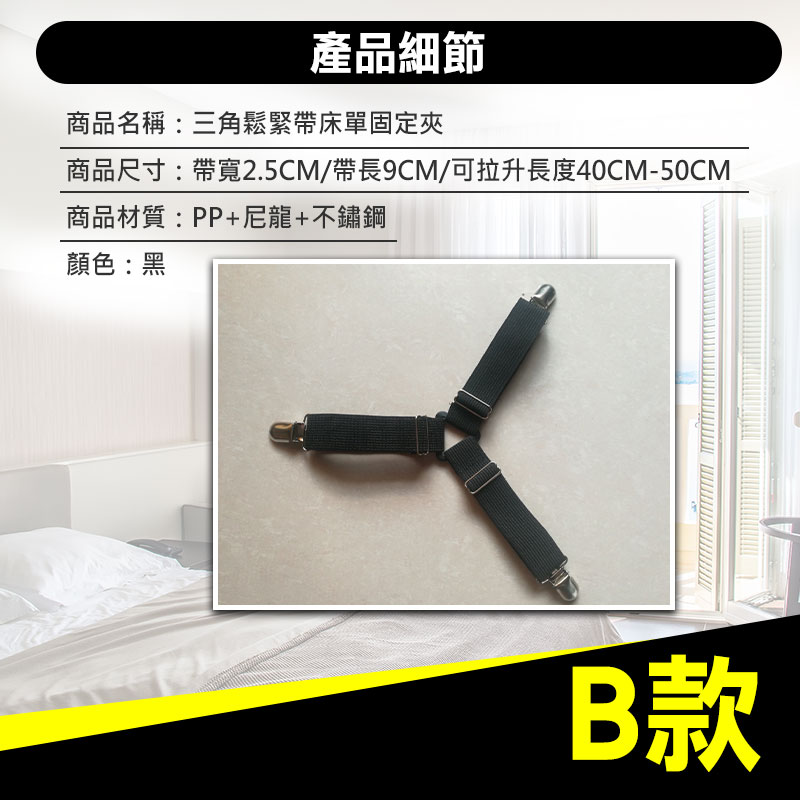 產品細節
商品名稱：三角鬆緊帶床單固定夾
商品尺寸：帶寬2.5CM/帶長9CM/可拉升長度40CM-50CM
商品材質：PP+尼龍+不鏽鋼
顏色：黑
B款